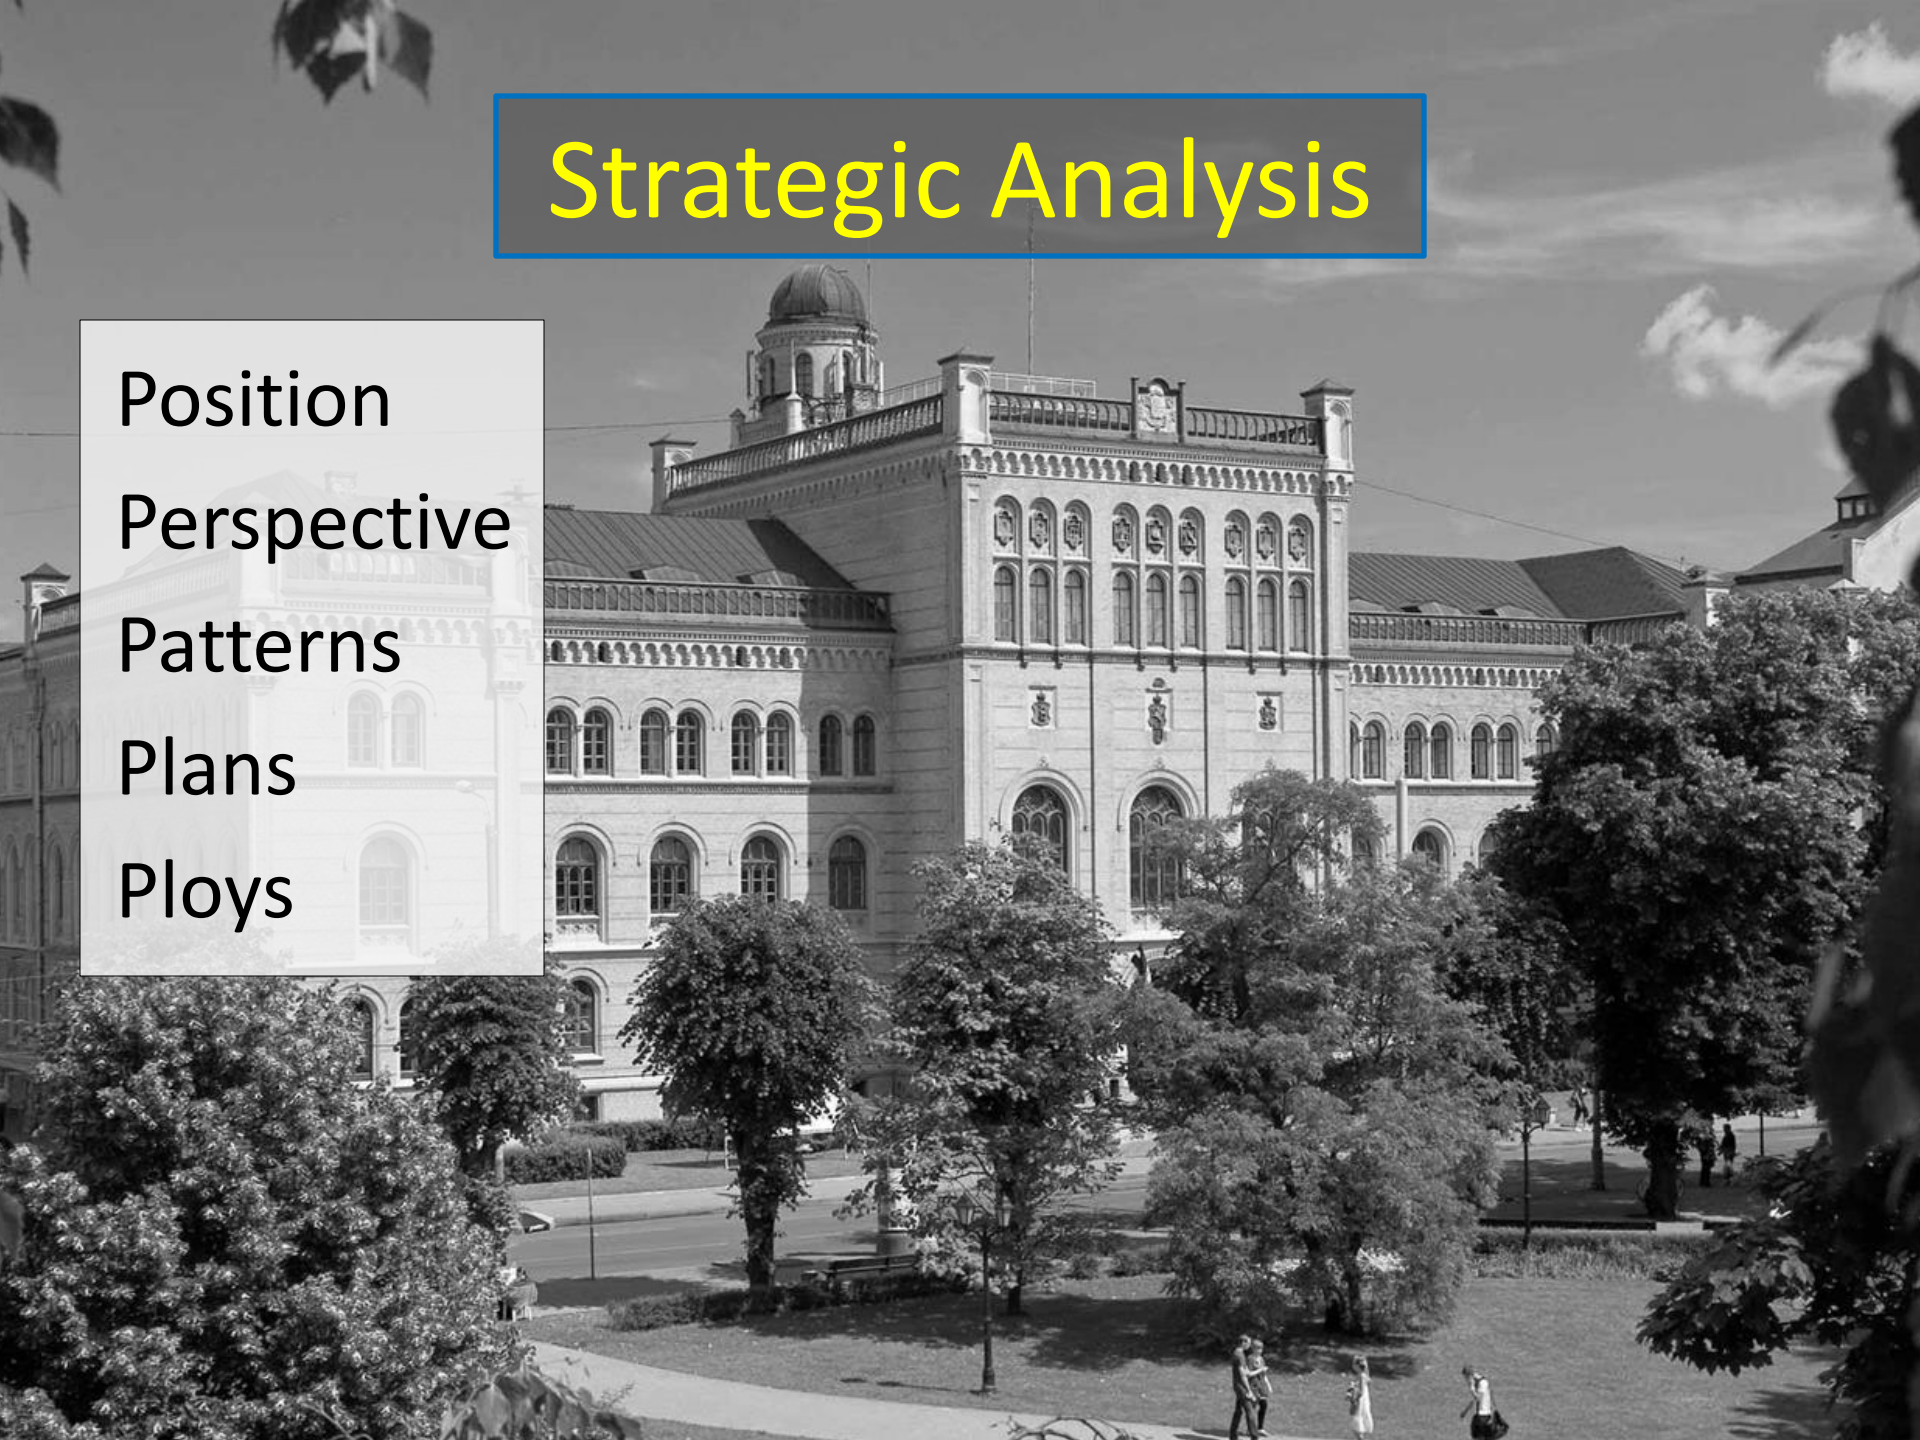 Strategic Analysis
Position
Perspective
Patterns
Plans
Ploys